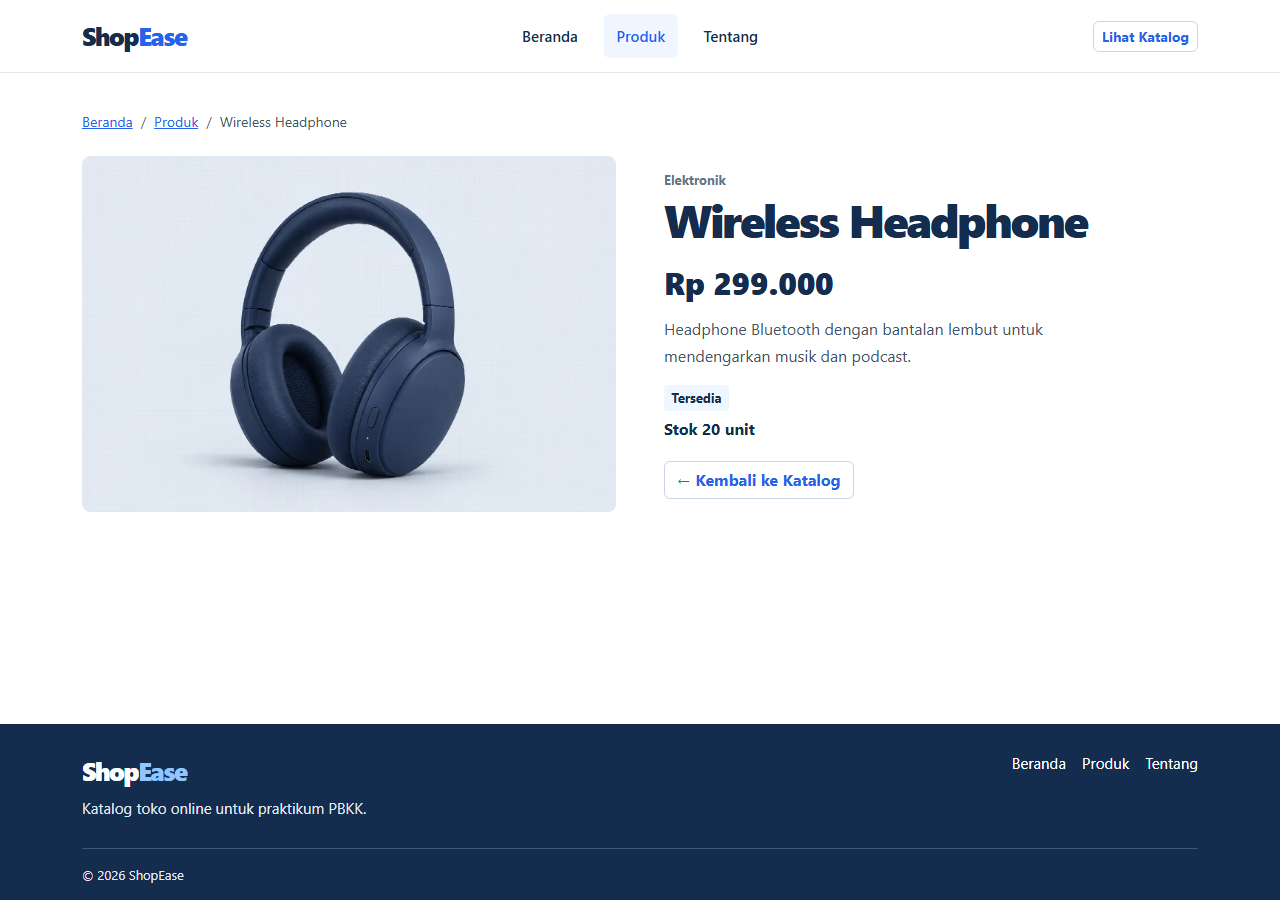 ShopEase
Beranda
Produk
Tentang
Lihat Katalog
Beranda / Produk / Wireless Headphone
Elektronik
Wireless Headphone
Rp 299.000
Headphone Bluetooth dengan bantalan lembut untuk
mendengarkan musik dan podcast.
Tersedia
Stok 20 unit
← Kembali ke Katalog
ShopEase
Beranda
Produk
Tentang
Katalog toko online untuk praktikum PBKK.
© 2026 ShopEase